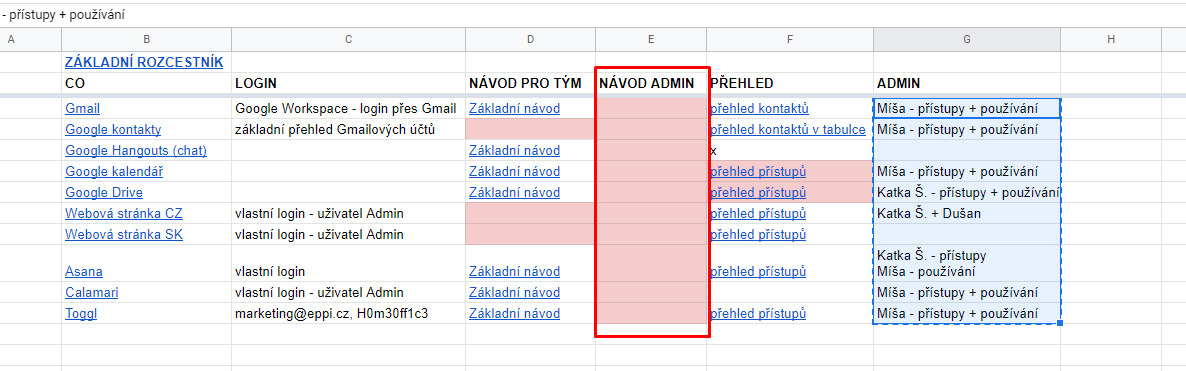 - přístupy + používání
A B C D E F G H
ZÁKLADNÍ ROZCESTNÍK
CO LOGIN NÁVOD PRO TÝM NÁVOD ADMIN PŘEHLED ADMIN
Gmail Google Workspace - login přes Gmail Základní návod přehled kontaktů Míša - přístupy + používání
Google kontakty základní přehled Gmailových účtů přehled kontaktů v tabulce Míša - přístupy + používání
Google Hangouts (chat) Základní návod x
Google kalendář Základní návod přehled přístupů Míša - přístupy + používání
Google Drive Základní návod přehled přístupů Katka Š. - přístupy + používání
Webová stránka CZ vlastní login - uživatel Admin přehled přístupů Katka Š. + Dušan
Webová stránka SK vlastní login - uživatel Admin přehled přístupů
Katka Š. - přístupy
Asana vlastní login Základní návod přehled přístupů Míša - používání
Calamari vlastní login - uživatel Admin Základní návod Míša - přístupy + používání
Toggl marketing@eppi.cz, H0m30ff1c3 Základní návod přehled přístupů Míša - přístupy + používání